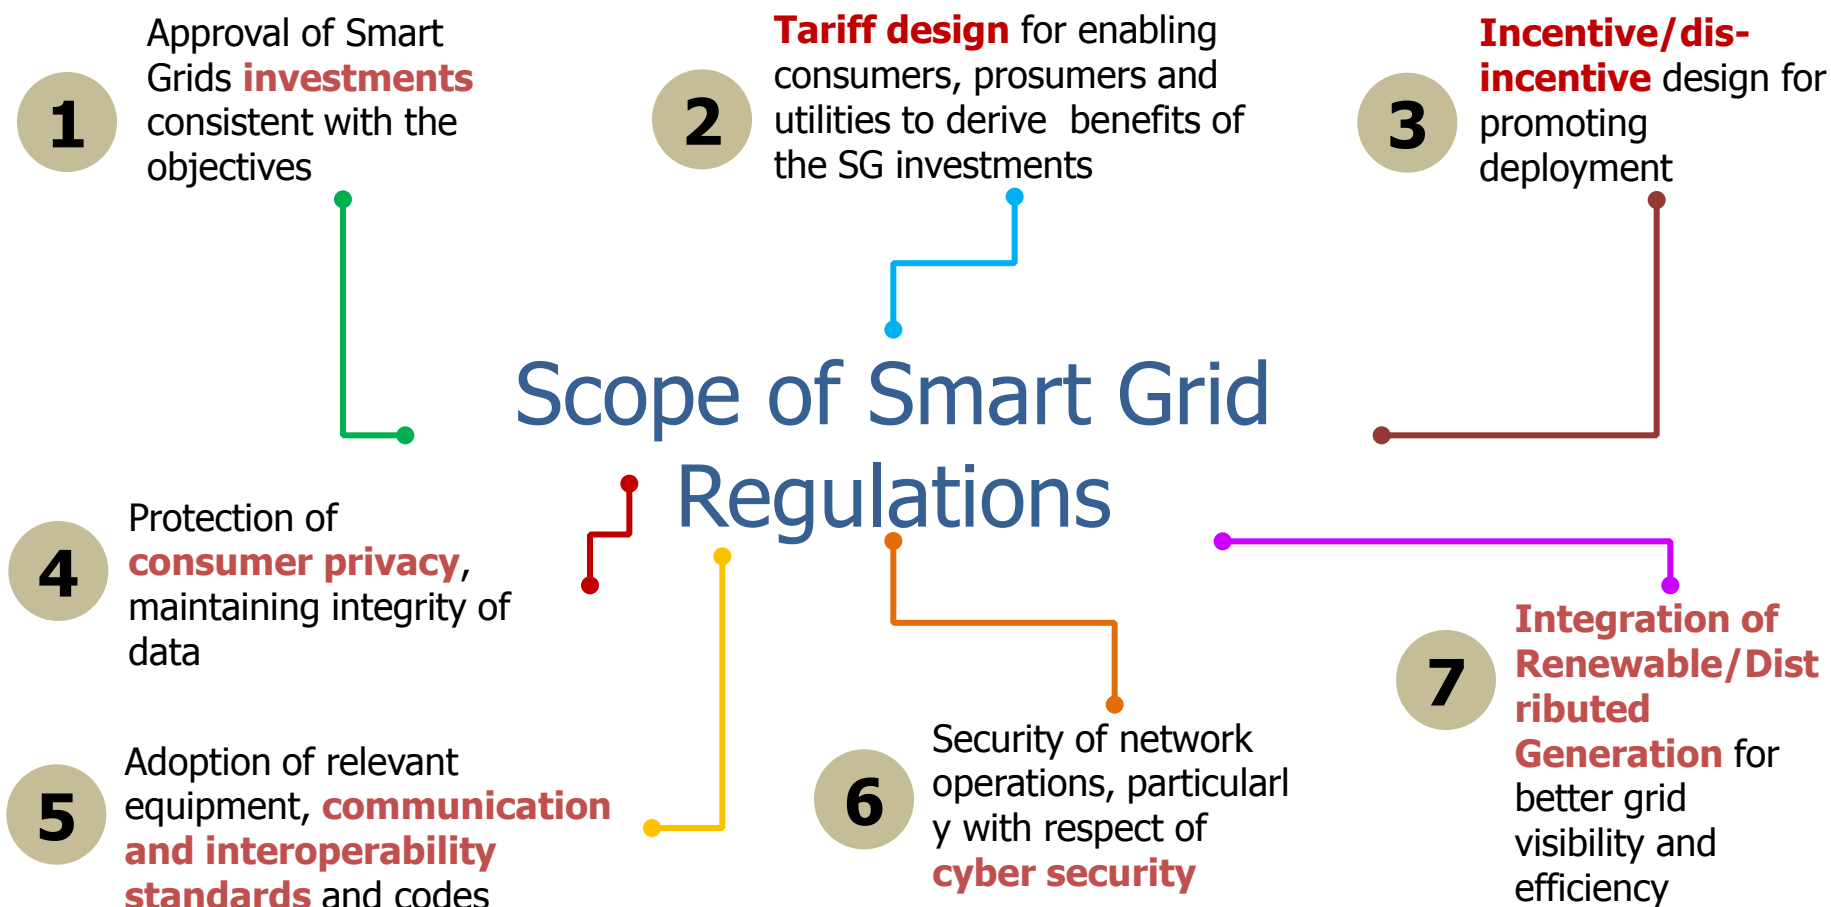 1
Approval of Smart
Grids investments
consistent with the
objectives
2
Tariff design for enabling
consumers, prosumers and
utilities to derive  benefits of
the SG investments
3
Incentive/dis-
incentive design for
promoting
deployment
Scope of Smart Grid
Regulations
4
Protection of
consumer privacy,
maintaining integrity of
data
5
Adoption of relevant
equipment, communication
and interoperability
standards and codes
6
Security of network
operations, particularl
y with respect of
cyber security
7
Integration of
Renewable/Dist
ributed
Generation for
better grid
visibility and
efficiency